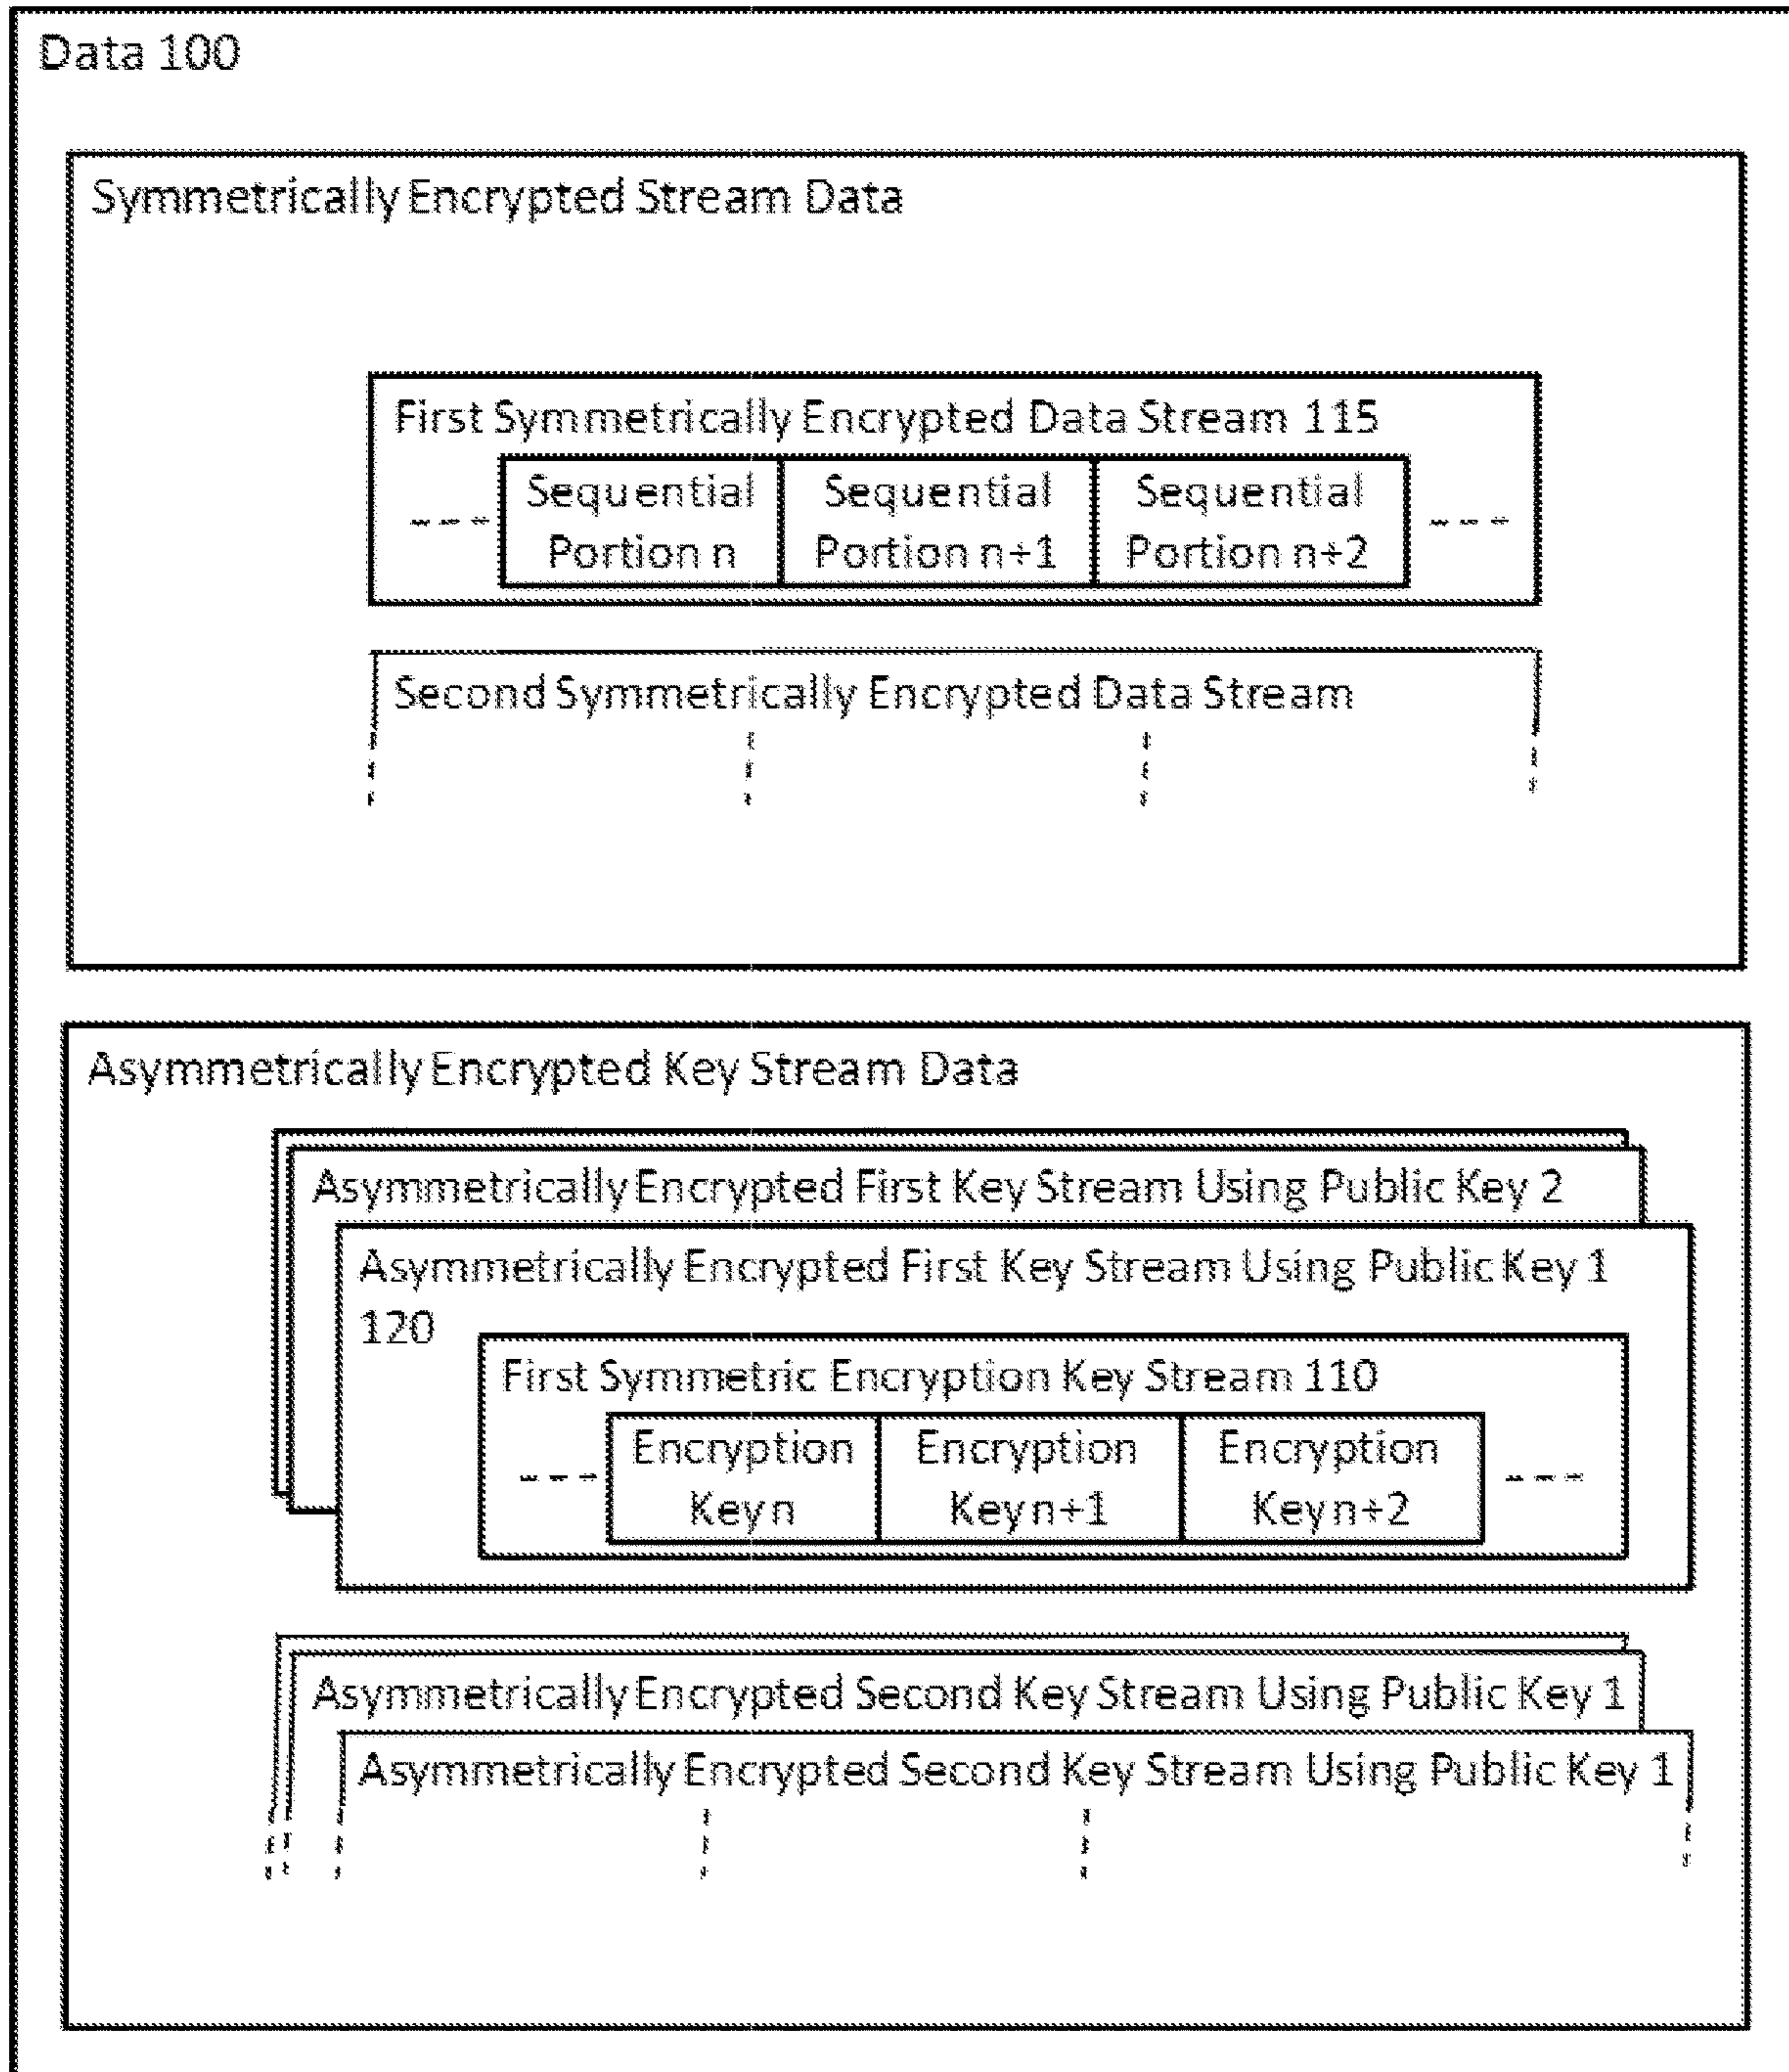 Data 100
Symmetrically Encrypted Stream Data
First Symmetrically Encrypted Data Stream 115
Sequential Portion n
Sequential Portion n+1
Sequential Portion n+2
Second Symmetrically Encrypted Data Stream
Asymmetrically Encrypted Key Stream Data
Asymmetrically Encrypted First Key Stream Using Public Key 2
Asymmetrically Encrypted First Key Stream Using Public Key 1
120
First Symmetric Encryption Key Stream 110
Encryption Key n
Encryption Key n+1
Encryption Key n+2
Asymmetrically Encrypted Second Key Stream Using Public Key 1
Asymmetrically Encrypted Second Key Stream Using Public Key 1